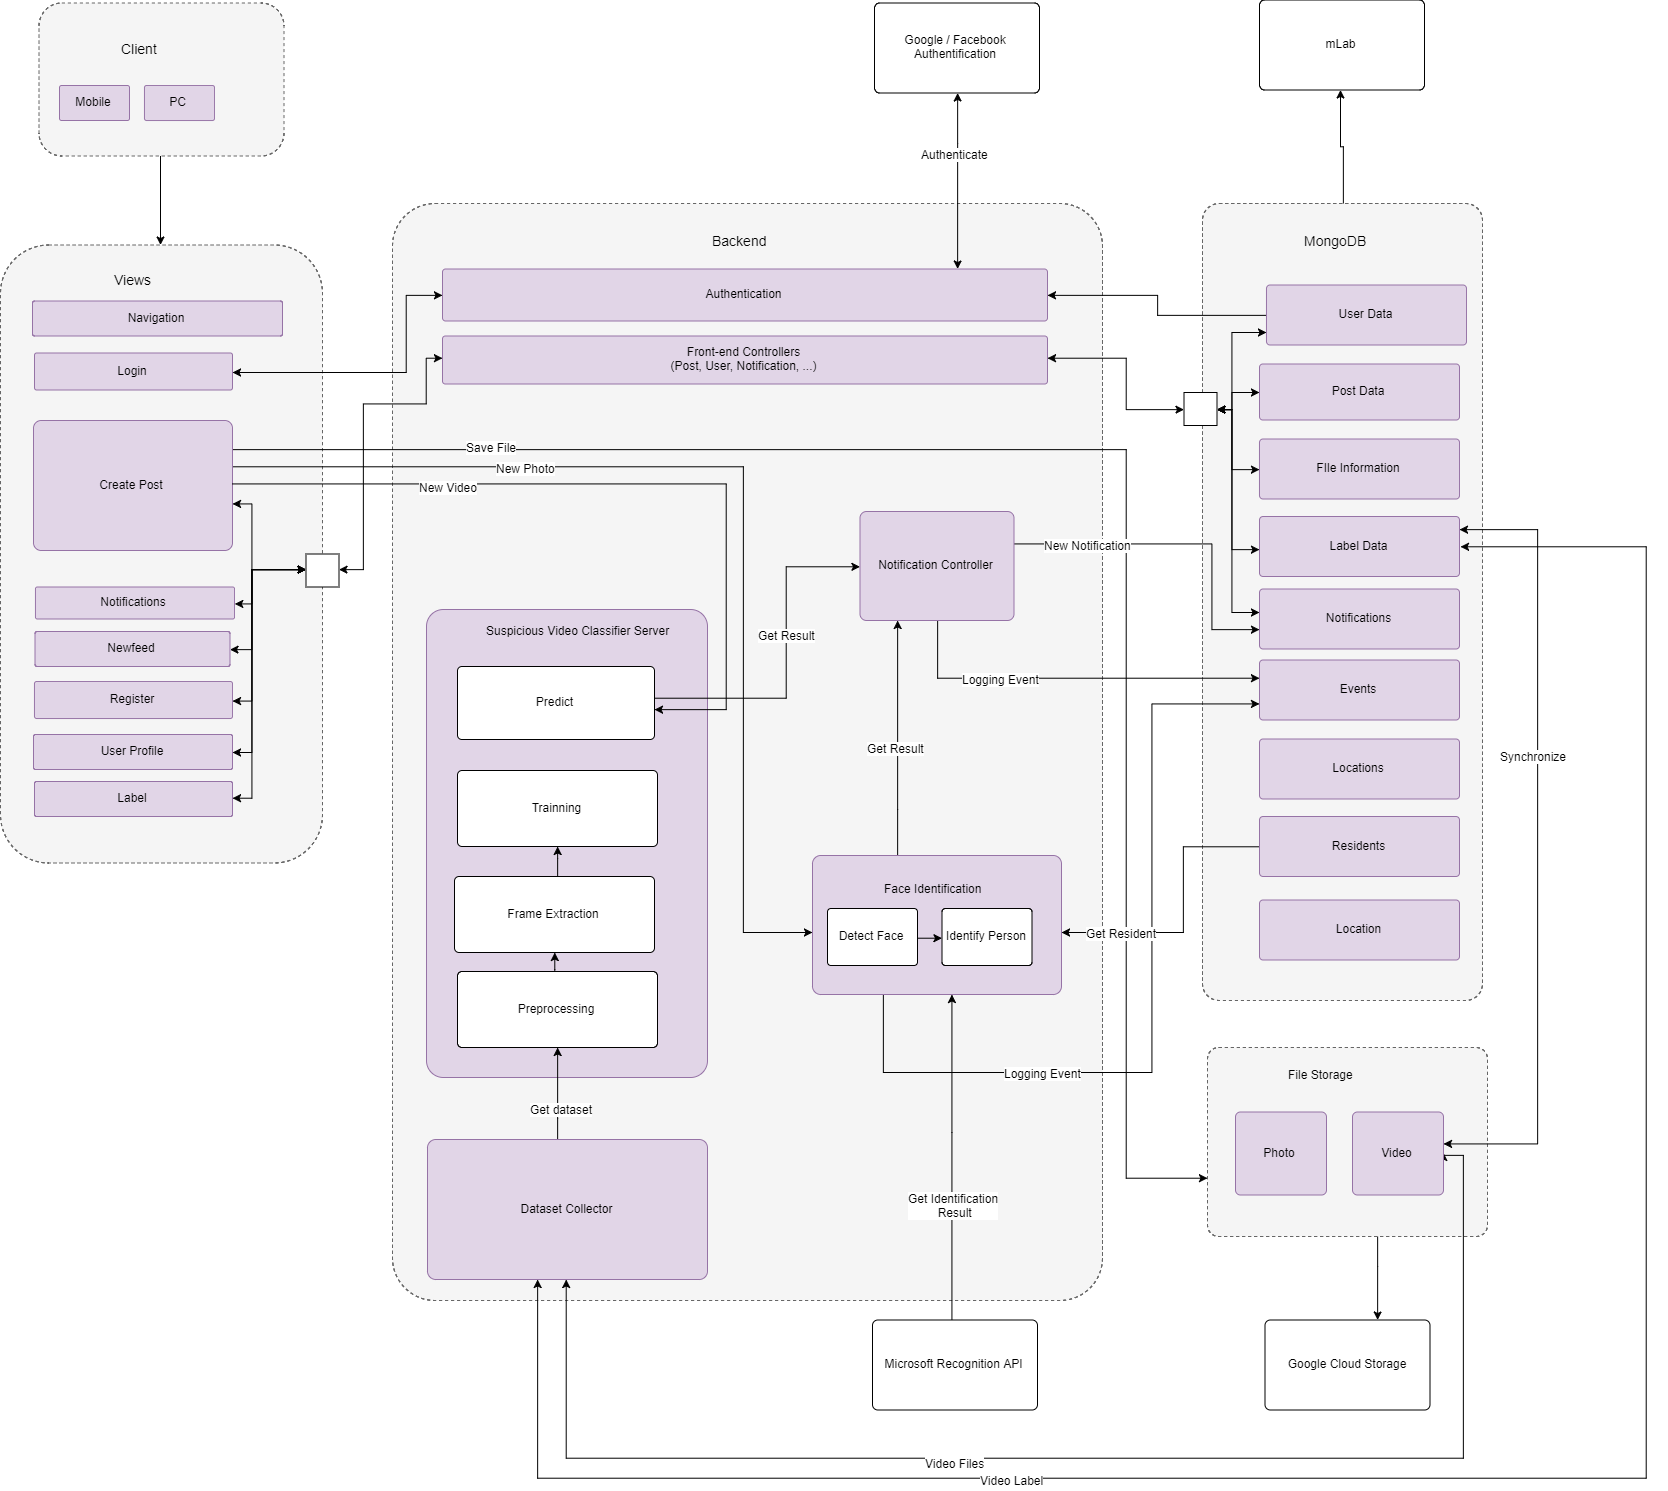 Client
Mobile
PC
Google / Facebook
Authentification
mLab
Authenticate
Views
Navigation
Login
Create Post
Notifications
Newfeed
Register
User Profile
Label
Backend
Authentication
Front-end Controllers
(Post, User, Notification, ...)
Save File
New Photo
New Video
Notification Controller
New Notification
Get Result
Logging Event
Suspicious Video Classifier Server
Predict
Trainning
Frame Extraction
Preprocessing
Get dataset
Dataset Collector
Get Result
Face Identification
Detect Face
Identify Person
Get Resident
Logging Event
Get Identification
Result
Microsoft Recognition API
MongoDB
User Data
Post Data
FIle Information
Label Data
Notifications
Events
Locations
Residents
Location
Synchronize
File Storage
Photo
Video
Google Cloud Storage
Video Files
Video Label